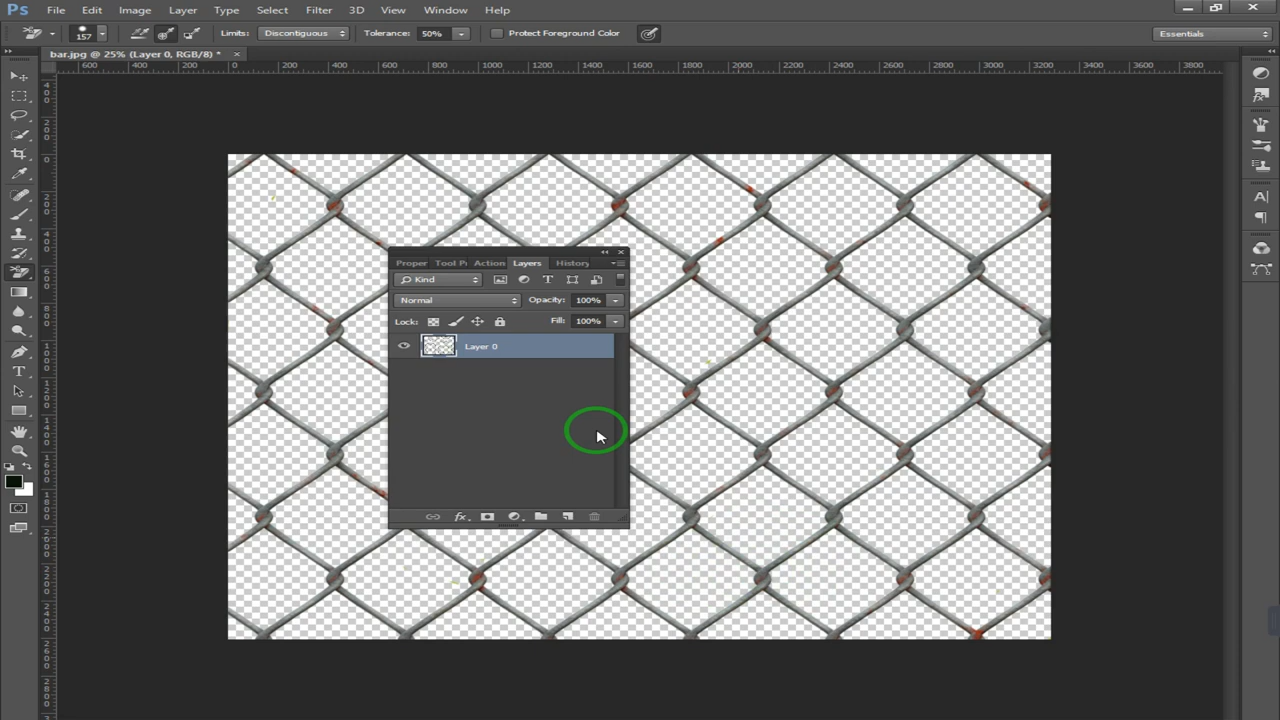 Ps File Edit Image Layer Type Select Filter 3D View Window Help
157 Limits: Discontiguous Tolerance: 50% Protect Foreground Color Essentials
bar.jpg @ 25% (Layer 0, RGB/8) * ×
600 400 200 0 200 400 600 800 1000 1200 1400 1600 1800 2000 2200 2400 2600 2800 3000 3200 3400 3600 3800
Proper Tool Pr Action Layers History
Kind
Normal Opacity: 100%
Lock: Fill: 100%
Layer 0